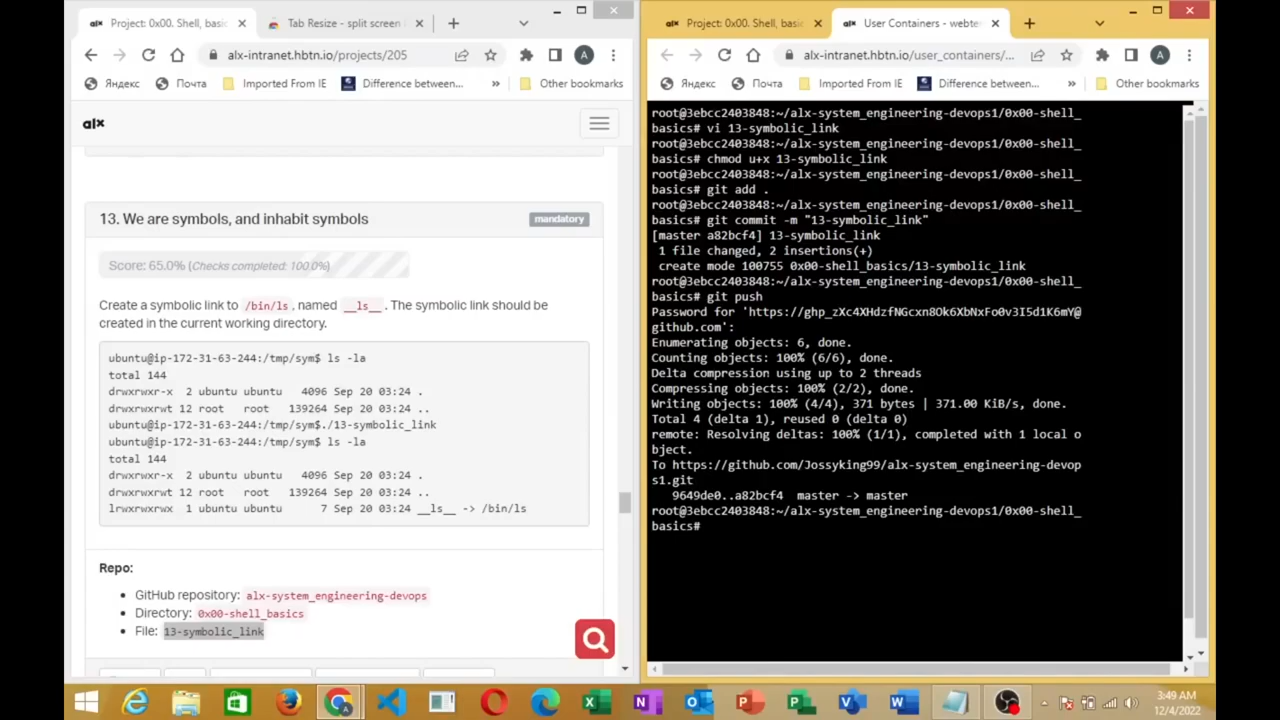 Project: 0x00. Shell, basic
Tab Resize - split screen
alx-intranet.hbtn.io/projects/205
Яндекс
Почта
Imported From IE
Difference between...
»
Other bookmarks
alx
13. We are symbols, and inhabit symbols
mandatory
Score: 65.0% (Checks completed: 100.0%)
Create a symbolic link to /bin/ls, named __ls__. The symbolic link should be
created in the current working directory.
ubuntu@ip-172-31-63-244:/tmp/sym$ ls -la
total 144
drwxrwxr-x 2 ubuntu ubuntu 4096 Sep 20 03:24 .
drwxrwxrwt 12 root root 139264 Sep 20 03:24 ..
ubuntu@ip-172-31-63-244:/tmp/sym$./13-symbolic_link
ubuntu@ip-172-31-63-244:/tmp/sym$ ls -la
total 144
drwxrwxr-x 2 ubuntu ubuntu 4096 Sep 20 03:24 .
drwxrwxrwt 12 root root 139264 Sep 20 03:24 ..
lrwxrwxrwx 1 ubuntu ubuntu 7 Sep 20 03:24 __ls__ -> /bin/ls
Repo:
• GitHub repository: alx-system_engineering-devops
• Directory: 0x00-shell_basics
• File: 13-symbolic_link
Project: 0x00. Shell, basic
User Containers - webte
alx-intranet.hbtn.io/user_containers/...
Яндекс
Почта
Imported From IE
Difference between...
»
Other bookmarks
root@3ebcc2403848:~/alx-system_engineering-devops1/0x00-shell_
basics# vi 13-symbolic_link
root@3ebcc2403848:~/alx-system_engineering-devops1/0x00-shell_
basics# chmod u+x 13-symbolic_link
root@3ebcc2403848:~/alx-system_engineering-devops1/0x00-shell_
basics# git add .
root@3ebcc2403848:~/alx-system_engineering-devops1/0x00-shell_
basics# git commit -m "13-symbolic_link"
[master a82bcf4] 13-symbolic_link
1 file changed, 2 insertions(+)
create mode 100755 0x00-shell_basics/13-symbolic_link
root@3ebcc2403848:~/alx-system_engineering-devops1/0x00-shell_
basics# git push
Password for 'https://ghp_zXc4XHdzfNGcxn8Ok6XbNxFo0v3I5d1K6mY@
github.com':
Enumerating objects: 6, done.
Counting objects: 100% (6/6), done.
Delta compression using up to 2 threads
Compressing objects: 100% (2/2), done.
Writing objects: 100% (4/4), 371 bytes | 371.00 KiB/s, done.
Total 4 (delta 1), reused 0 (delta 0)
remote: Resolving deltas: 100% (1/1), completed with 1 local o
bject.
To https://github.com/Jossyking99/alx-system_engineering-devop
s1.git
9649de0..a82bcf4 master -> master
root@3ebcc2403848:~/alx-system_engineering-devops1/0x00-shell_
basics#
3:49 AM
12/4/2022